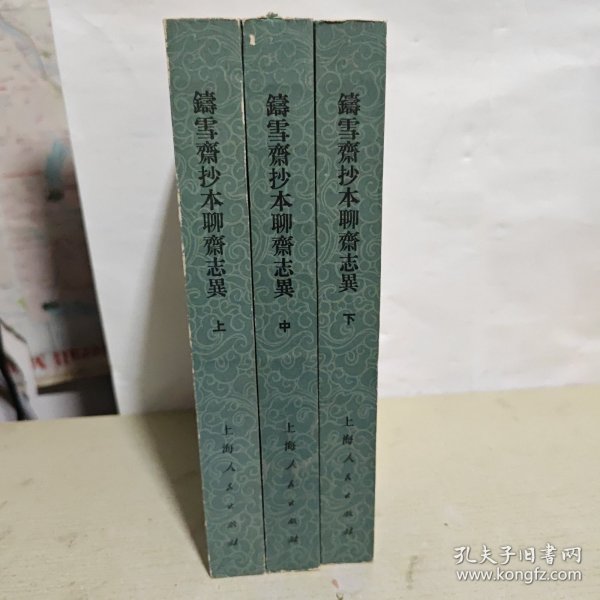 鑄雪齋抄本聊齋志異
上
上海人民出版社
鑄雪齋抄本聊齋志異
中
上海人民出版社
鑄雪齋抄本聊齋志異
下
上海人民出版社
孔夫子旧書网
www.kongfz.com